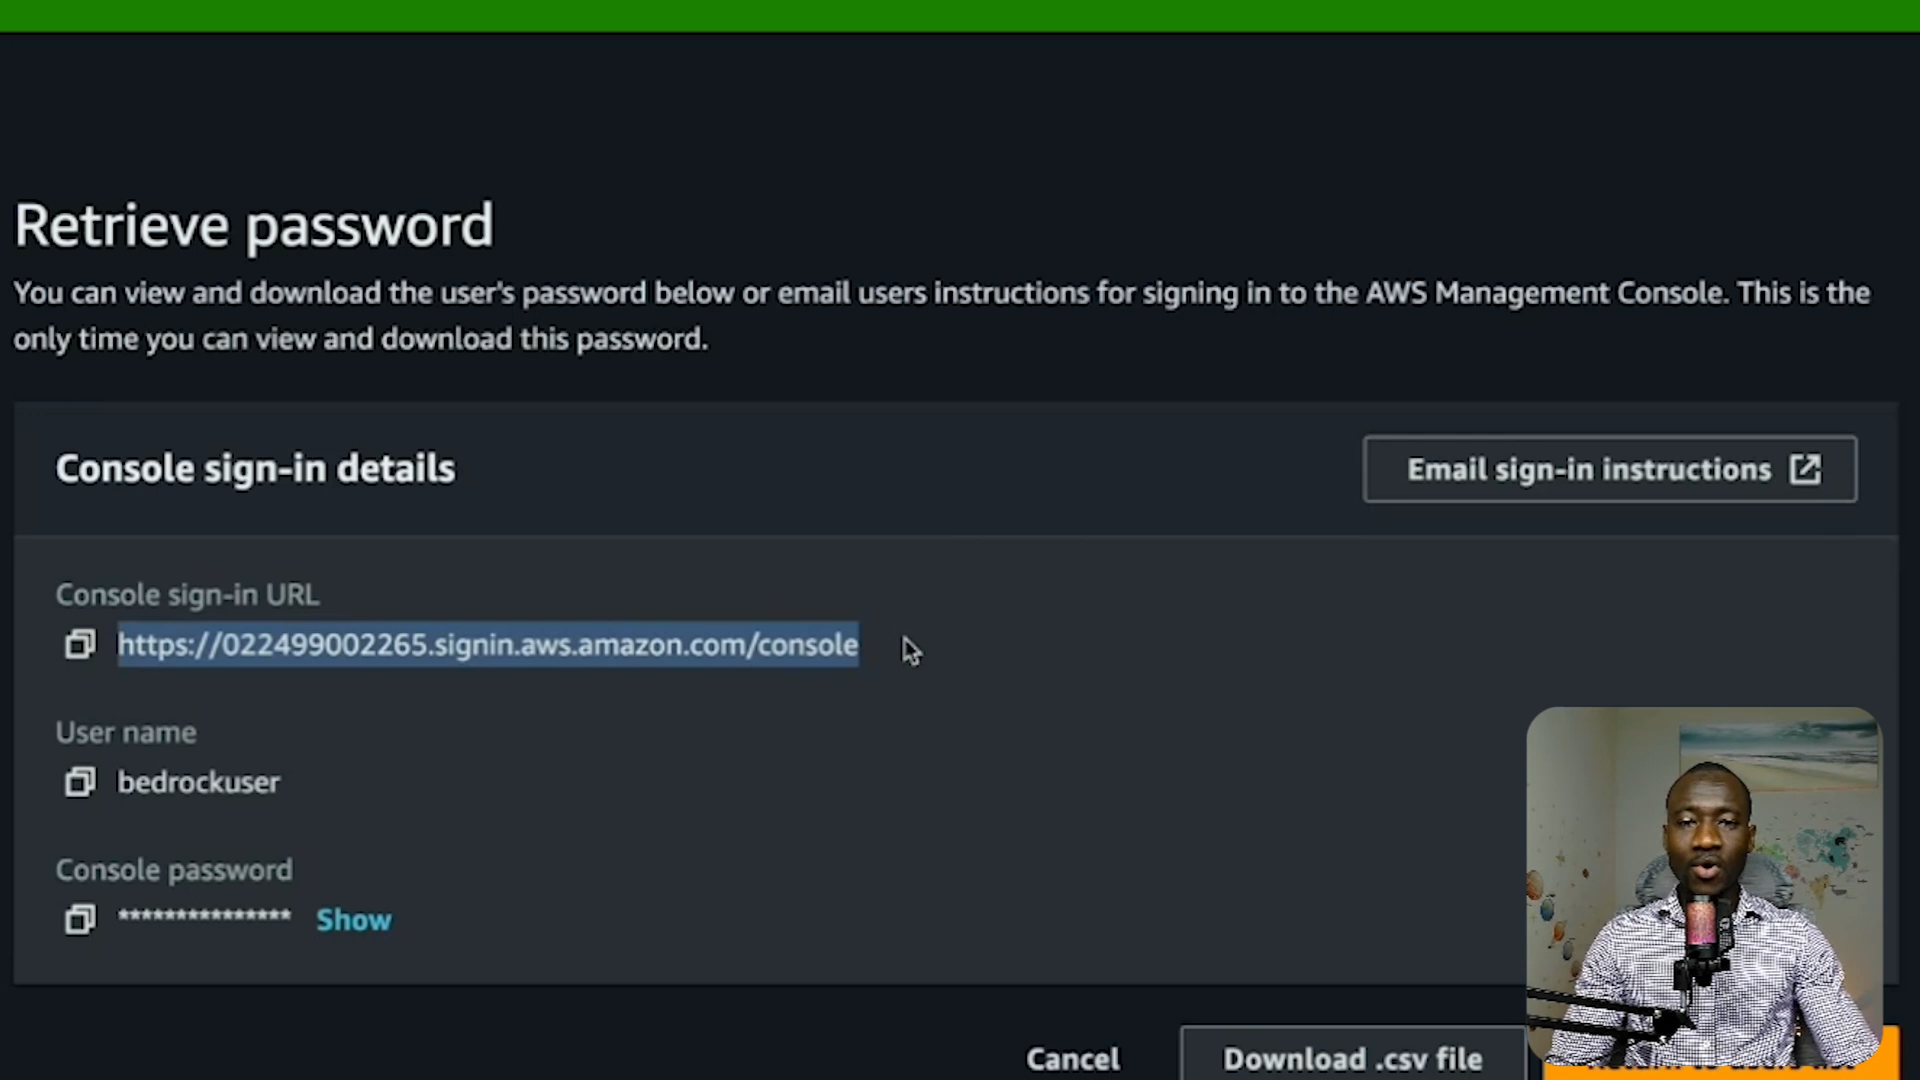 Retrieve password
You can view and download the user's password below or email users instructions for signing in to the AWS Management Console. This is the
only time you can view and download this password.
Console sign-in details
Email sign-in instructions
Console sign-in URL
https://022499002265.signin.aws.amazon.com/console
User name
bedrockuser
Console password
*************** Show
Cancel
Download .csv file